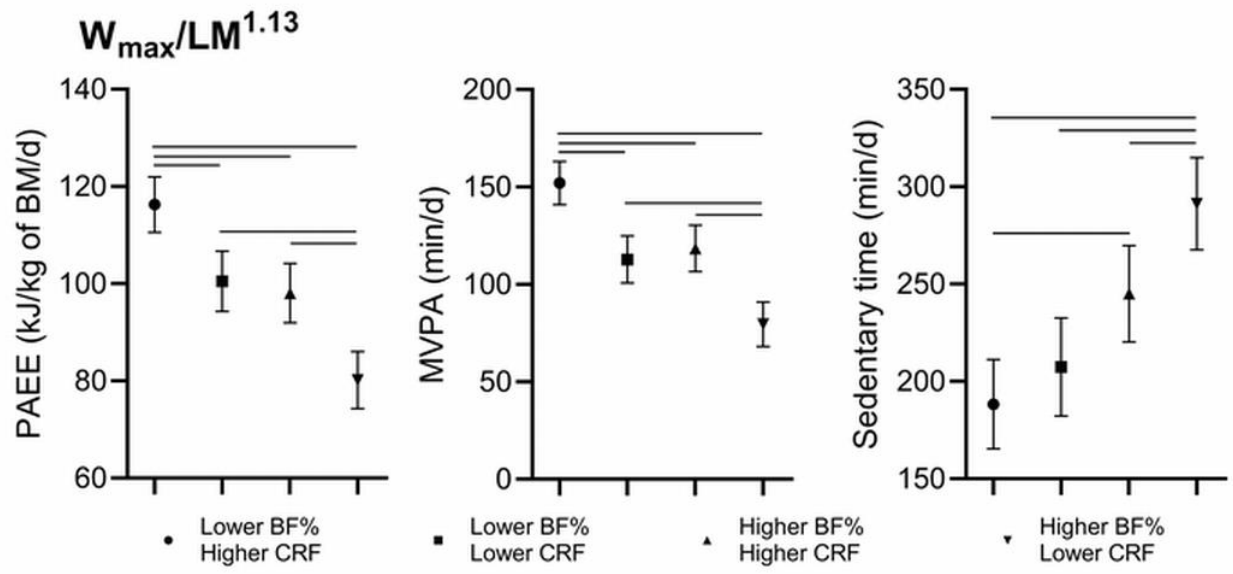 Wmax/LM1.13
PAEE (kJ/kg of BM/d)
140
120
100
80
60
MVPA (min/d)
200
150
100
50
0
Sedentary time (min/d)
350
300
250
200
150
Lower BF%
Higher CRF
Lower BF%
Lower CRF
Higher BF%
Higher CRF
Higher BF%
Lower CRF